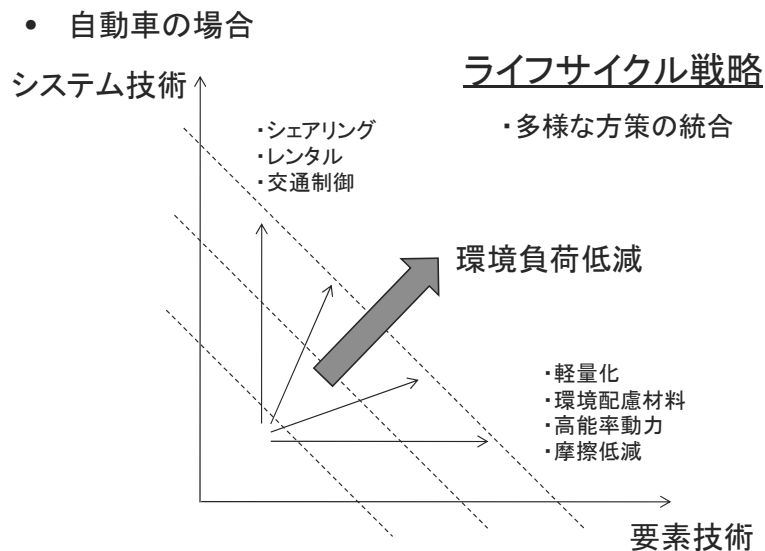 • 自動車の場合
システム技術
ライフサイクル戦略
・多様な方策の統合
・シェアリング
・レンタル
・交通制御
環境負荷低減
・軽量化
・環境配慮材料
・高能率動力
・摩擦低減
要素技術